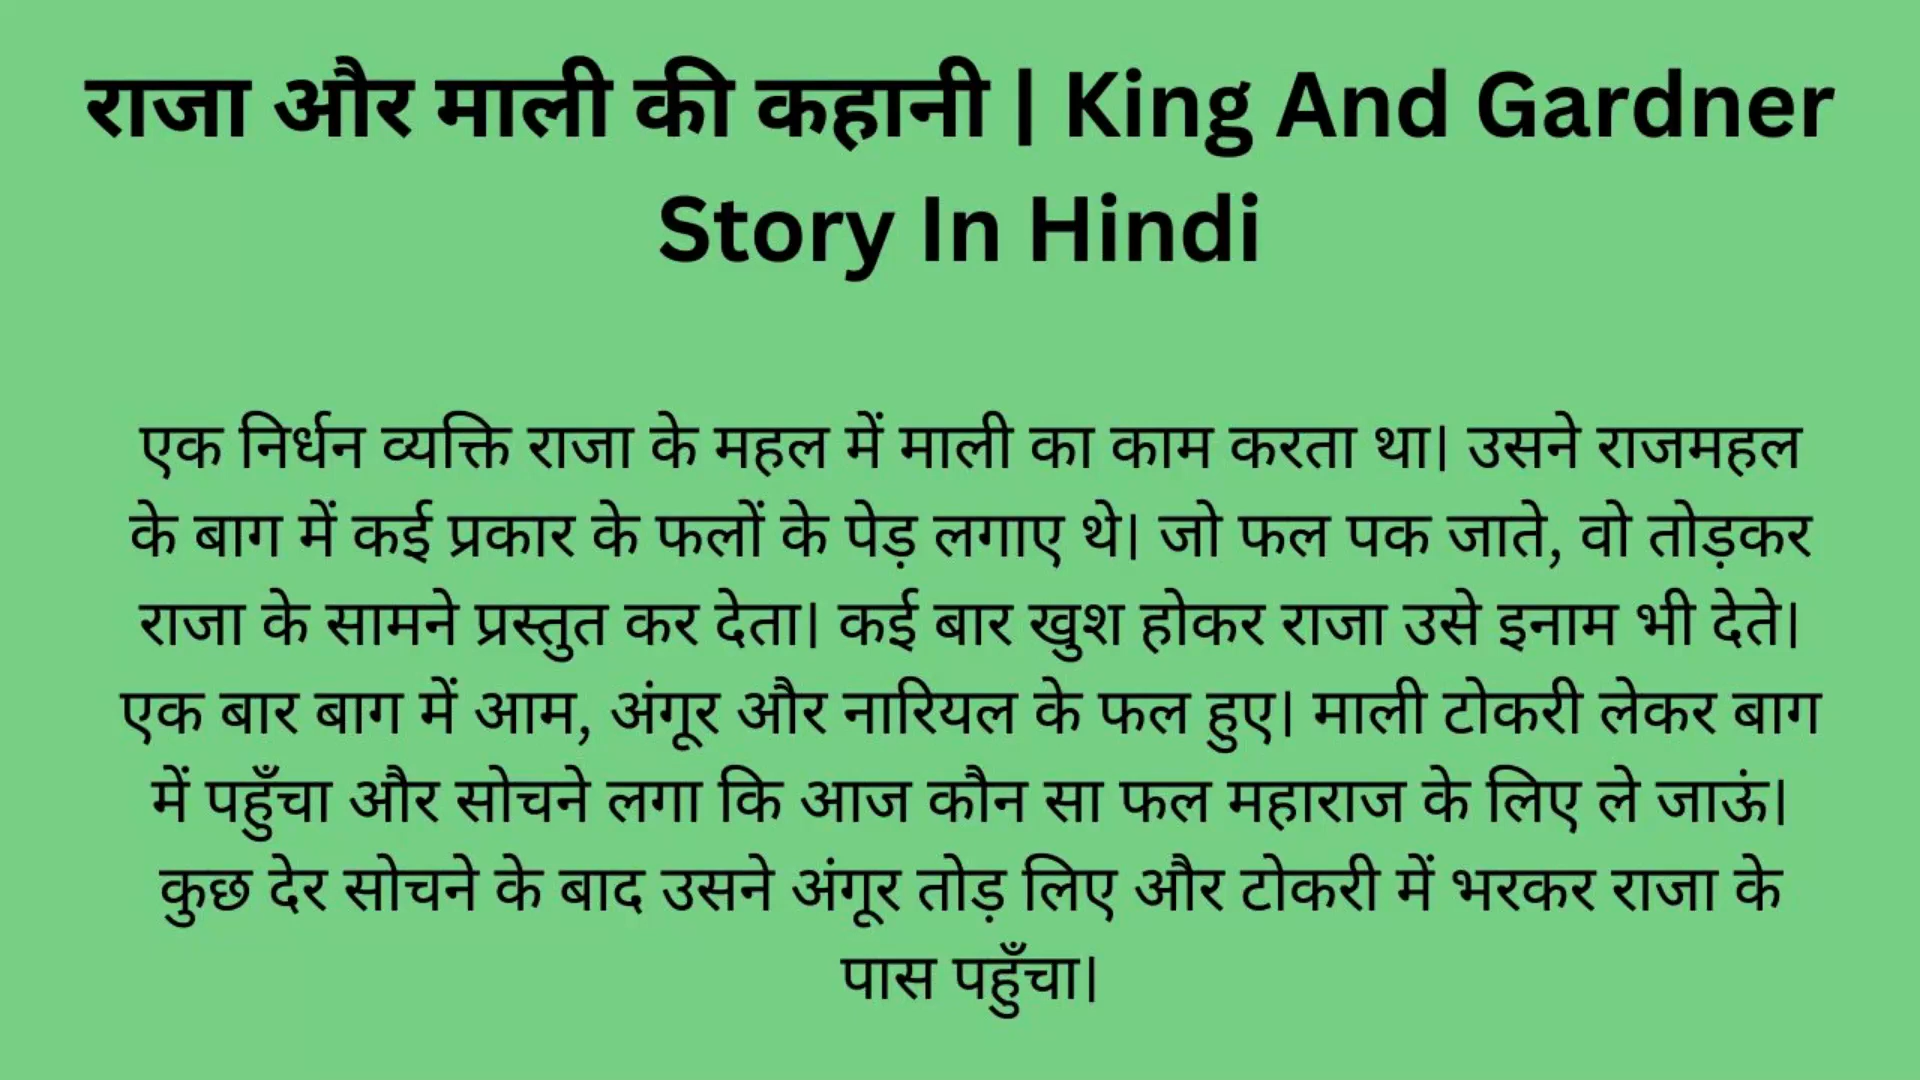 राजा और माली की कहानी | King And Gardner
Story In Hindi
एक निर्धन व्यक्ति राजा के महल में माली का काम करता था। उसने राजमहल
के बाग में कई प्रकार के फलों के पेड़ लगाए थे। जो फल पक जाते, वो तोड़कर
राजा के सामने प्रस्तुत कर देता। कई बार खुश होकर राजा उसे इनाम भी देते।
एक बार बाग में आम, अंगूर और नारियल के फल हुए। माली टोकरी लेकर बाग
में पहुँचा और सोचने लगा कि आज कौन सा फल महाराज के लिए ले जाऊं।
कुछ देर सोचने के बाद उसने अंगूर तोड़ लिए और टोकरी में भरकर राजा के
पास पहुँचा।